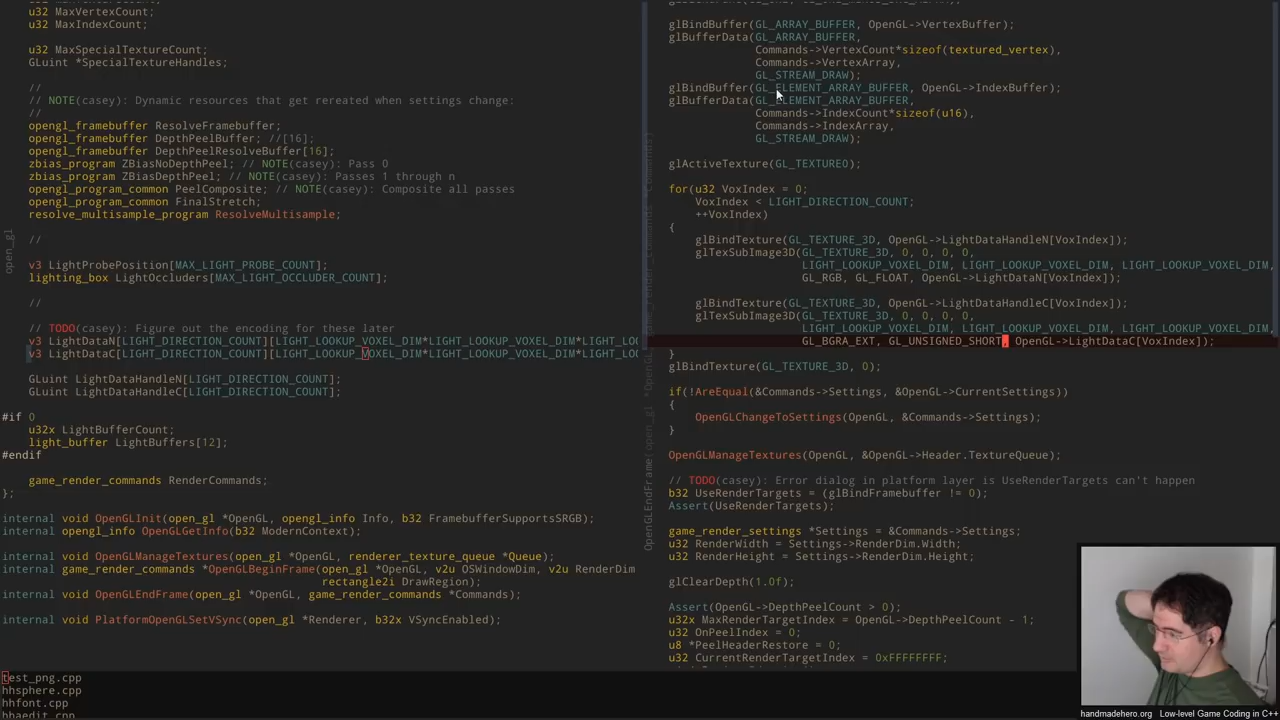 u32 MaxVertexCount;
u32 MaxIndexCount;
u32 MaxSpecialTextureCount;
GLuint *SpecialTextureHandles;
//
// NOTE(casey): Dynamic resources that get rereated when settings change:
//
opengl_framebuffer ResolveFramebuffer;
opengl_framebuffer DepthPeelBuffer; //[16];
opengl_framebuffer DepthPeelResolveBuffer[16];
zbias_program ZBiasNoDepthPeel; // NOTE(casey): Pass 0
zbias_program ZBiasDepthPeel; // NOTE(casey): Passes 1 through n
opengl_program_common PeelComposite; // NOTE(casey): Composite all passes
opengl_program_common FinalStretch;
resolve_multisample_program ResolveMultisample;
//
v3 LightProbePosition[MAX_LIGHT_PROBE_COUNT];
lighting_box LightOccluders[MAX_LIGHT_OCCLUDER_COUNT];
//
// TODO(casey): Figure out the encoding for these later
v3 LightDataN[LIGHT_DIRECTION_COUNT][LIGHT_LOOKUP_VOXEL_DIM*LIGHT_LOOKUP_VOXEL_DIM*LIGHT_LO
v3 LightDataC[LIGHT_DIRECTION_COUNT][LIGHT_LOOKUP_VOXEL_DIM*LIGHT_LOOKUP_VOXEL_DIM*LIGHT_LO
GLuint LightDataHandleN[LIGHT_DIRECTION_COUNT];
GLuint LightDataHandleC[LIGHT_DIRECTION_COUNT];
#if 0
u32x LightBufferCount;
light_buffer LightBuffers[12];
#endif
game_render_commands RenderCommands;
};
internal void OpenGLInit(open_gl *OpenGL, opengl_info Info, b32 FramebufferSupportsSRGB);
internal opengl_info OpenGLGetInfo(b32 ModernContext);
internal void OpenGLManageTextures(open_gl *OpenGL, renderer_texture_queue *Queue);
internal game_render_commands *OpenGLBeginFrame(open_gl *OpenGL, v2u OSWindowDim, v2u RenderDim
rectangle2i DrawRegion);
internal void OpenGLEndFrame(open_gl *OpenGL, game_render_commands *Commands);
internal void PlatformOpenGLSetVSync(open_gl *Renderer, b32x VSyncEnabled);
open_gl
test_png.cpp
hhsphere.cpp
hhfont.cpp
hhaedit.cpp
glBindBuffer(GL_ARRAY_BUFFER, OpenGL->VertexBuffer);
glBufferData(GL_ARRAY_BUFFER,
Commands->VertexCount*sizeof(textured_vertex),
Commands->VertexArray,
GL_STREAM_DRAW);
glBindBuffer(GL_ELEMENT_ARRAY_BUFFER, OpenGL->IndexBuffer);
glBufferData(GL_ELEMENT_ARRAY_BUFFER,
Commands->IndexCount*sizeof(u16),
Commands->IndexArray,
GL_STREAM_DRAW);
glActiveTexture(GL_TEXTURE0);
for(u32 VoxIndex = 0;
VoxIndex < LIGHT_DIRECTION_COUNT;
++VoxIndex)
{
glBindTexture(GL_TEXTURE_3D, OpenGL->LightDataHandleN[VoxIndex]);
glTexSubImage3D(GL_TEXTURE_3D, 0, 0, 0, 0,
LIGHT_LOOKUP_VOXEL_DIM, LIGHT_LOOKUP_VOXEL_DIM, LIGHT_LOOKUP_VOXEL_DIM,
GL_RGB, GL_FLOAT, OpenGL->LightDataN[VoxIndex]);
glBindTexture(GL_TEXTURE_3D, OpenGL->LightDataHandleC[VoxIndex]);
glTexSubImage3D(GL_TEXTURE_3D, 0, 0, 0, 0,
LIGHT_LOOKUP_VOXEL_DIM, LIGHT_LOOKUP_VOXEL_DIM, LIGHT_LOOKUP_VOXEL_DIM,
GL_BGRA_EXT, GL_UNSIGNED_SHORT, OpenGL->LightDataC[VoxIndex]);
}
glBindTexture(GL_TEXTURE_3D, 0);
if(!AreEqual(&Commands->Settings, &OpenGL->CurrentSettings))
{
OpenGLChangeToSettings(OpenGL, &Commands->Settings);
}
OpenGLManageTextures(OpenGL, &OpenGL->Header.TextureQueue);
// TODO(casey): Error dialog in platform layer is UseRenderTargets can't happen
b32 UseRenderTargets = (glBindFramebuffer != 0);
Assert(UseRenderTargets);
game_render_settings *Settings = &Commands->Settings;
u32 RenderWidth = Settings->RenderDim.Width;
u32 RenderHeight = Settings->RenderDim.Height;
glClearDepth(1.0f);
Assert(OpenGL->DepthPeelCount > 0);
u32x MaxRenderTargetIndex = OpenGL->DepthPeelCount - 1;
u32 OnPeelIndex = 0;
u8 *PeelHeaderRestore = 0;
u32 CurrentRenderTargetIndex = 0xFFFFFFFF;
handmadehero.org Low-level Game Coding in C++